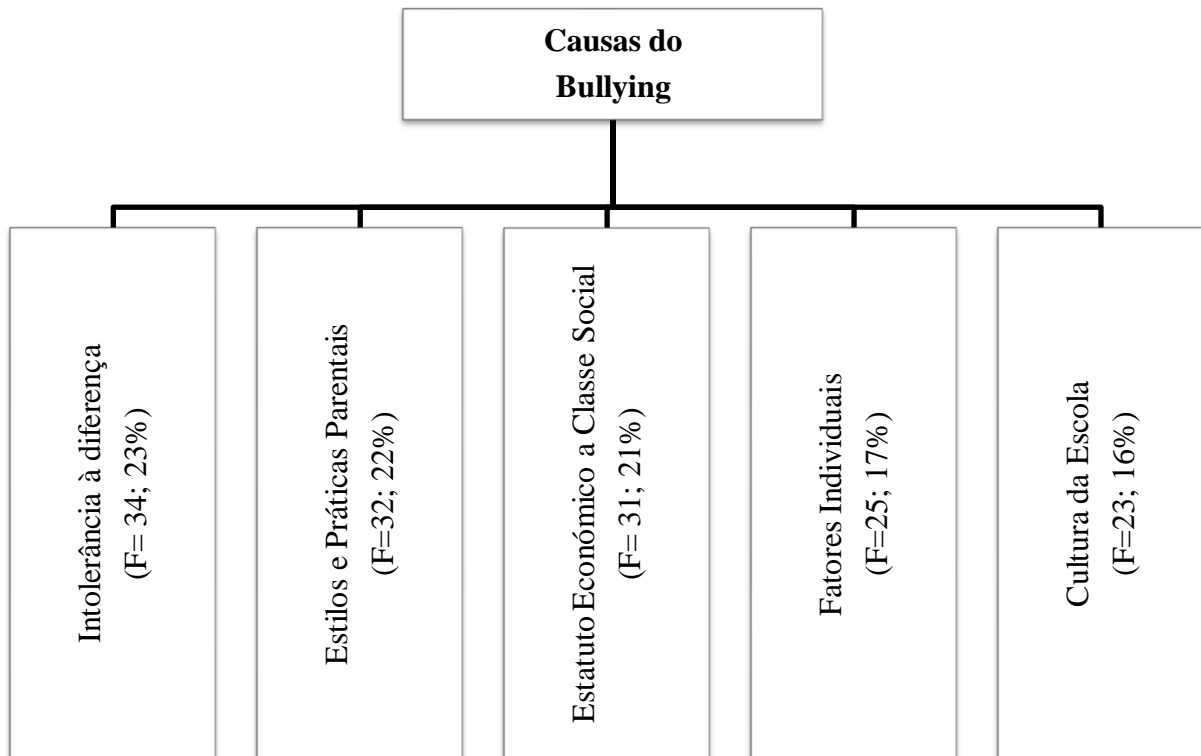 Causas do
Bullying
Intolerância à diferença
(F= 34; 23%)
Estilos e Práticas Parentais
(F=32; 22%)
Estatuto Económico a Classe Social
(F= 31; 21%)
Fatores Individuais
(F=25; 17%)
Cultura da Escola
(F=23; 16%)